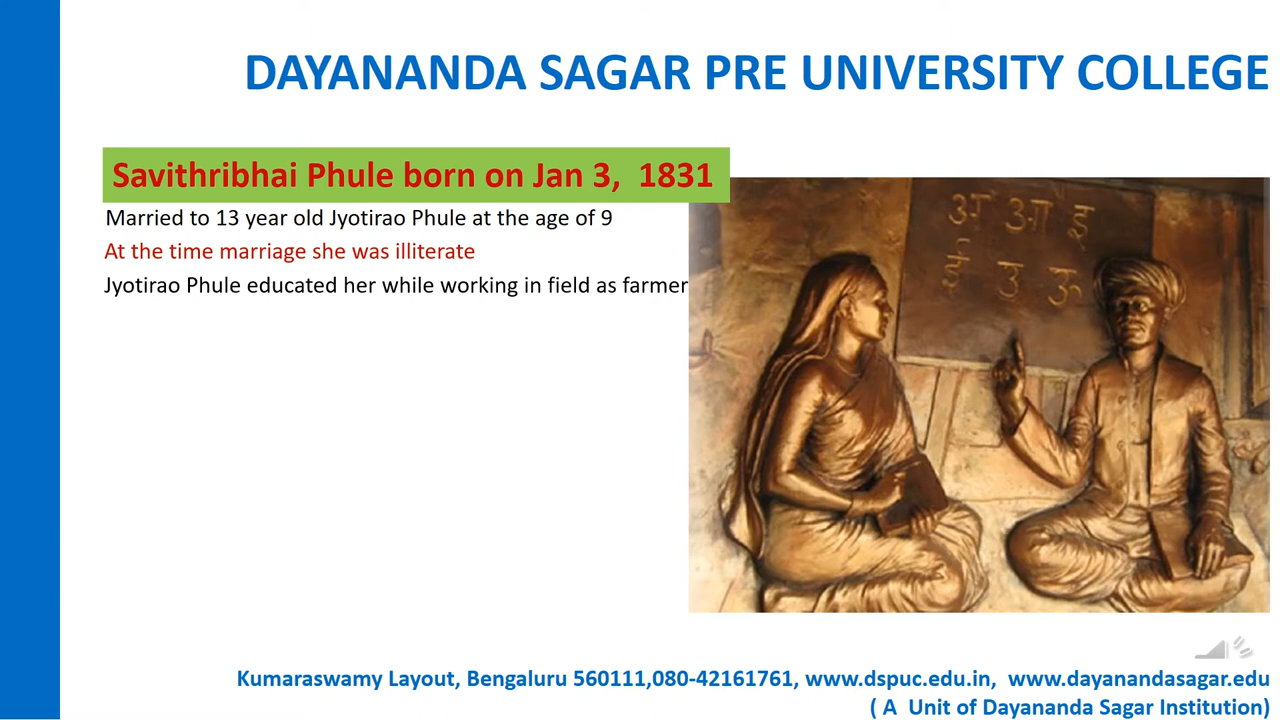 DAYANANDA SAGAR PRE UNIVERSITY COLLEGE
Savithribhai Phule born on Jan 3, 1831
Married to 13 year old Jyotirao Phule at the age of 9
At the time marriage she was illiterate
Jyotirao Phule educated her while working in field as farmer
अ आ इ
ई उ ऊ
Kumaraswamy Layout, Bengaluru 560111,080-42161761, www.dspuc.edu.in, www.dayanandasagar.edu
( A Unit of Dayananda Sagar Institution)